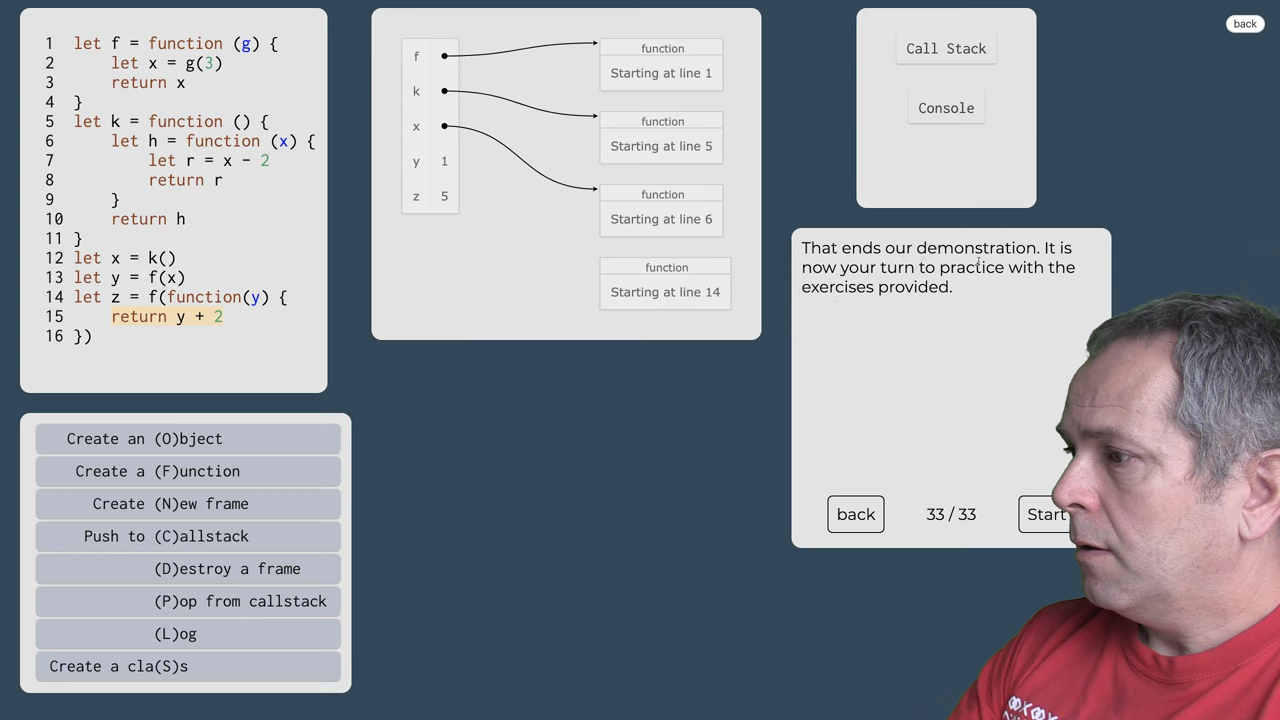 back
1 let f = function (g) {
2 let x = g(3)
3 return x
4 }
5 let k = function () {
6 let h = function (x) {
7 let r = x - 2
8 return r
9 }
10 return h
11 }
12 let x = k()
13 let y = f(x)
14 let z = f(function(y) {
15 return y + 2
16 })
f
k
x
y 1
z 5
function
Starting at line 1
function
Starting at line 5
function
Starting at line 6
function
Starting at line 14
Call Stack
Console
That ends our demonstration. It is
now your turn to practice with the
exercises provided.
back 33 / 33 Start
Create an (O)bject
Create a (F)unction
Create (N)ew frame
Push to (C)allstack
(D)estroy a frame
(P)op from callstack
(L)og
Create a cla(S)s